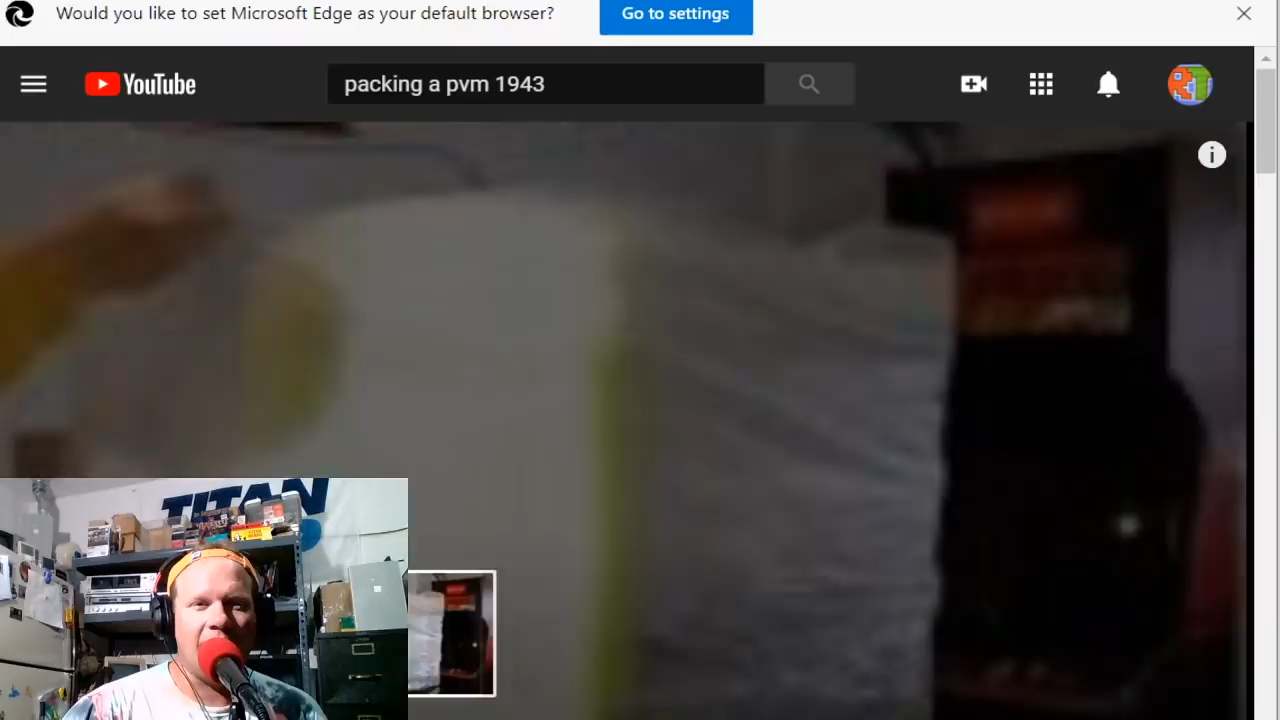 Would you like to set Microsoft Edge as your default browser?
Go to settings
YouTube
packing a pvm 1943
TITAN